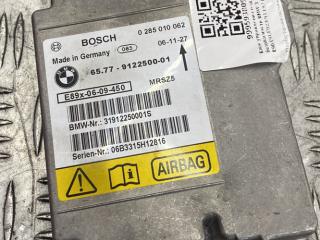 BOSCH
0 285 010 062
Made in Germany
083
06-11-27
BMW
65.77 - 9122500-01
MRSZ5
E89x-06-09-450
BMW-Nr.: 31912250001S
Serien-Nr.: 06B3315H12816
AIRBAG